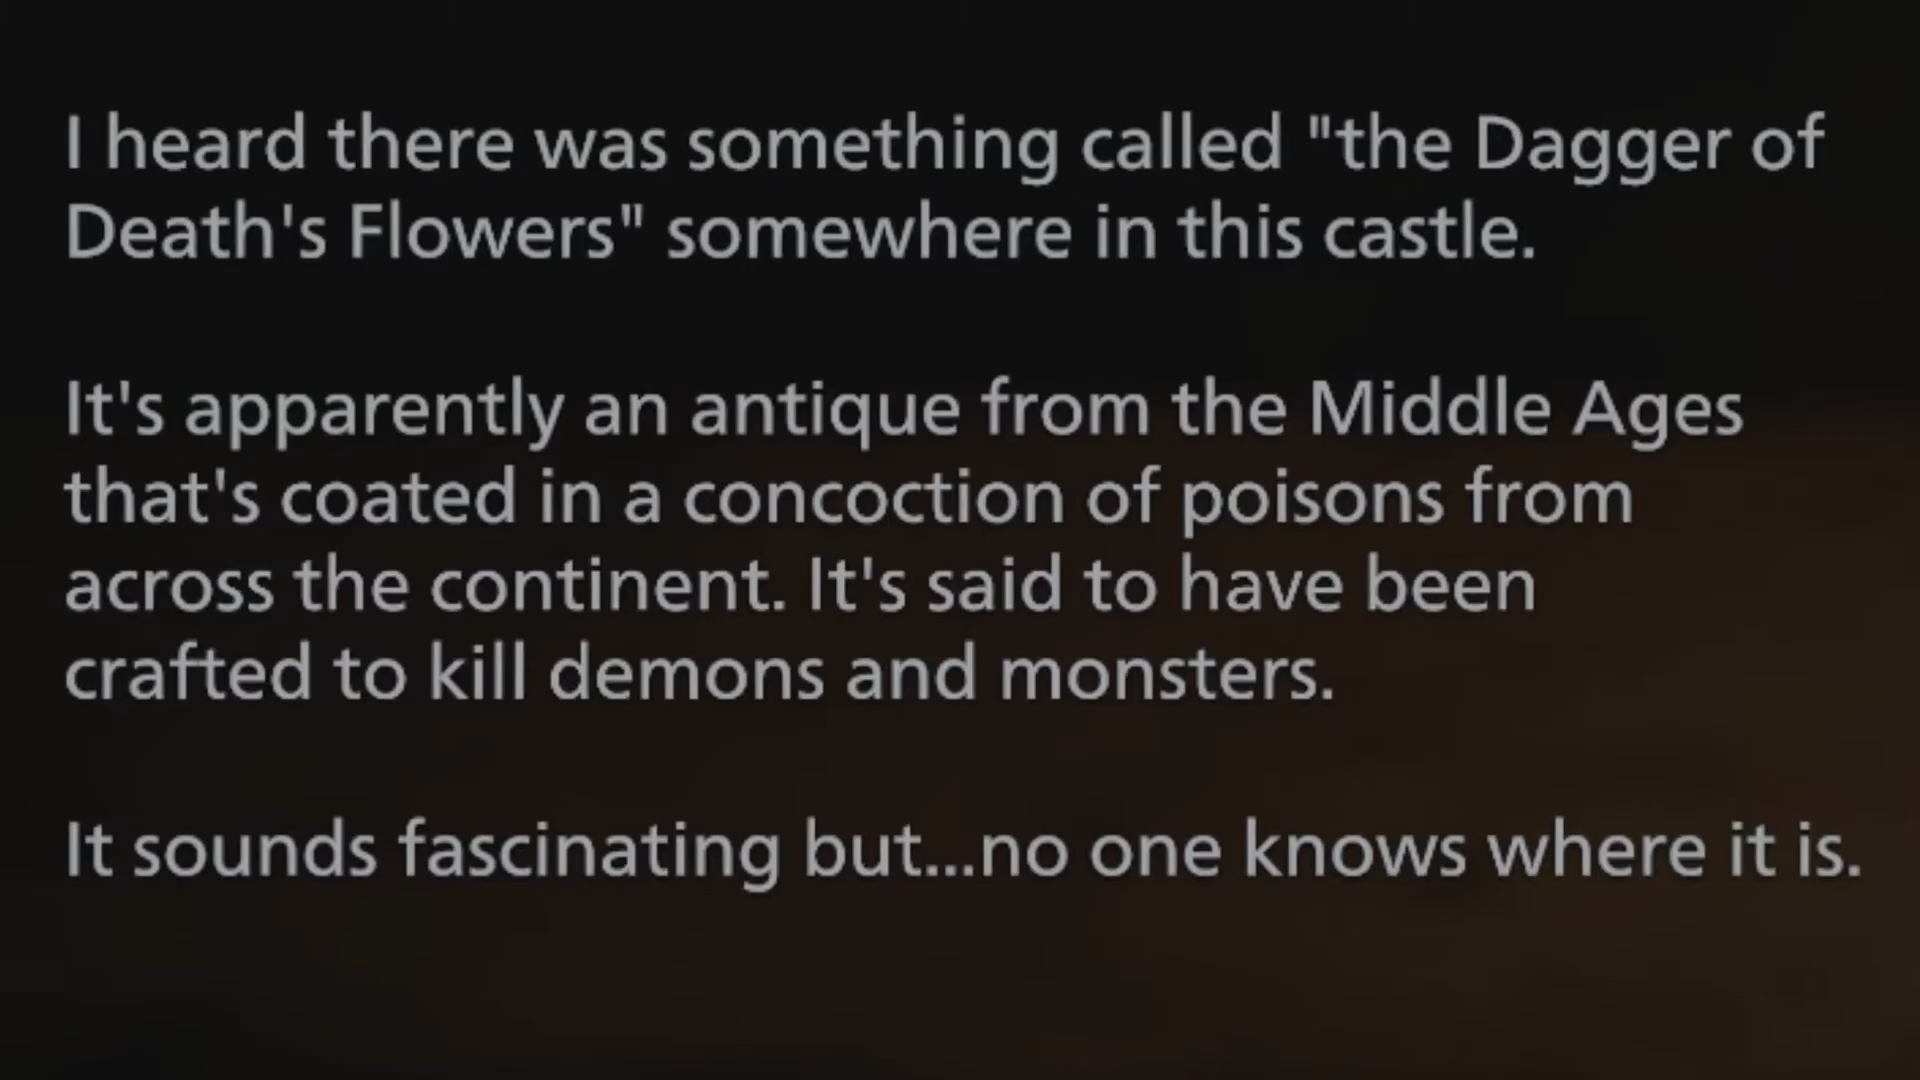 I heard there was something called "the Dagger of
Death's Flowers" somewhere in this castle.
It's apparently an antique from the Middle Ages
that's coated in a concoction of poisons from
across the continent. It's said to have been
crafted to kill demons and monsters.
It sounds fascinating but...no one knows where it is.